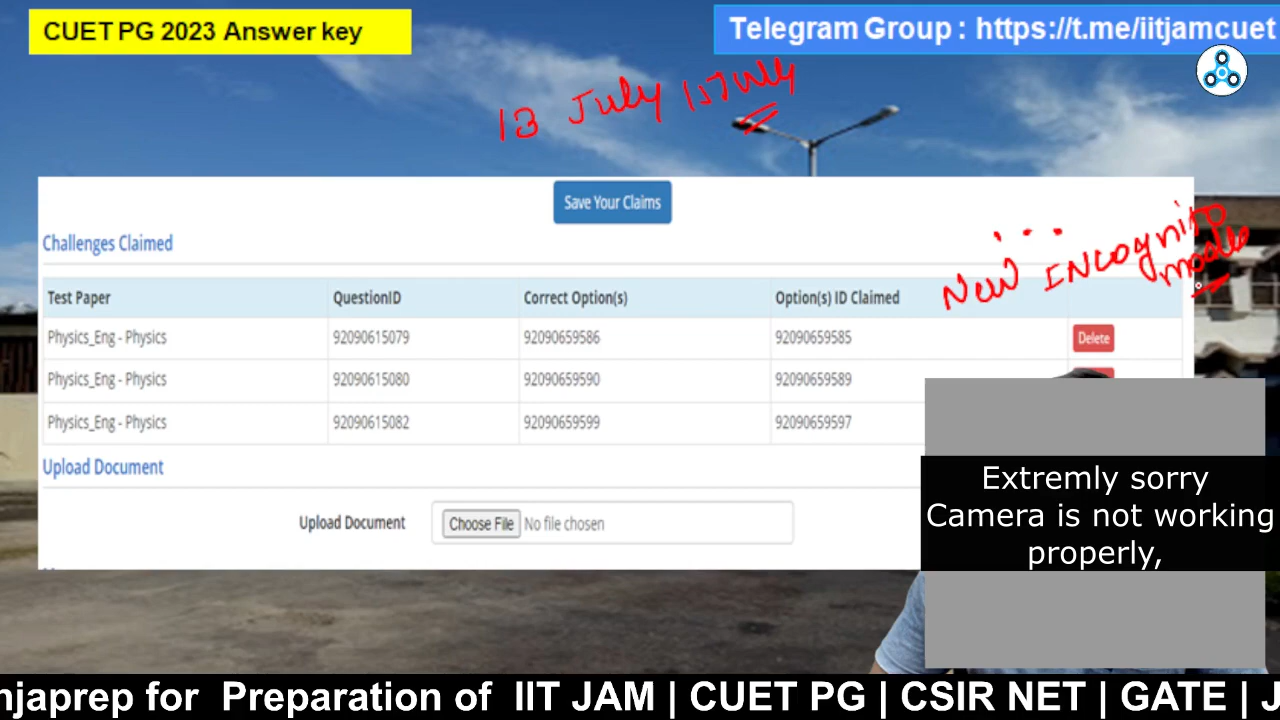 CUET PG 2023 Answer key
Telegram Group : https://t.me/iitjamcuet
13 July 15 July
Save Your Claims
Challenges Claimed
...
New INcognito
mode
Test Paper QuestionID Correct Option(s) Option(s) ID Claimed
Physics_Eng - Physics 92090615079 92090659586 92090659585 Delete
Physics_Eng - Physics 92090615080 92090659590 92090659589
Physics_Eng - Physics 92090615082 92090659599 92090659597
Upload Document
Upload Document Choose File No file chosen
Extremly sorry
Camera is not working
properly,
njaprep for Preparation of IIT JAM | CUET PG | CSIR NET | GATE | J